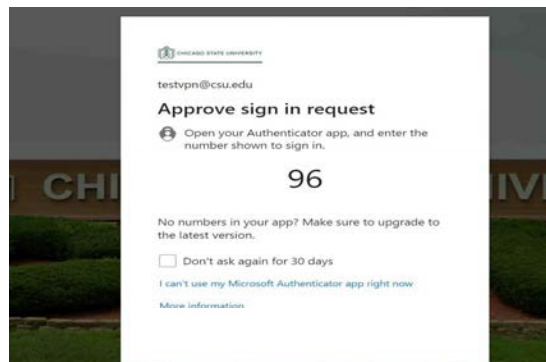 CHICAGO STATE UNIVERSITY
testvpn@csu.edu
Approve sign in request
Open your Authenticator app, and enter the
number shown to sign in.
96
CHI
IVI
No numbers in your app? Make sure to upgrade to
the latest version.
Don't ask again for 30 days
I can't use my Microsoft Authenticator app right now
More information